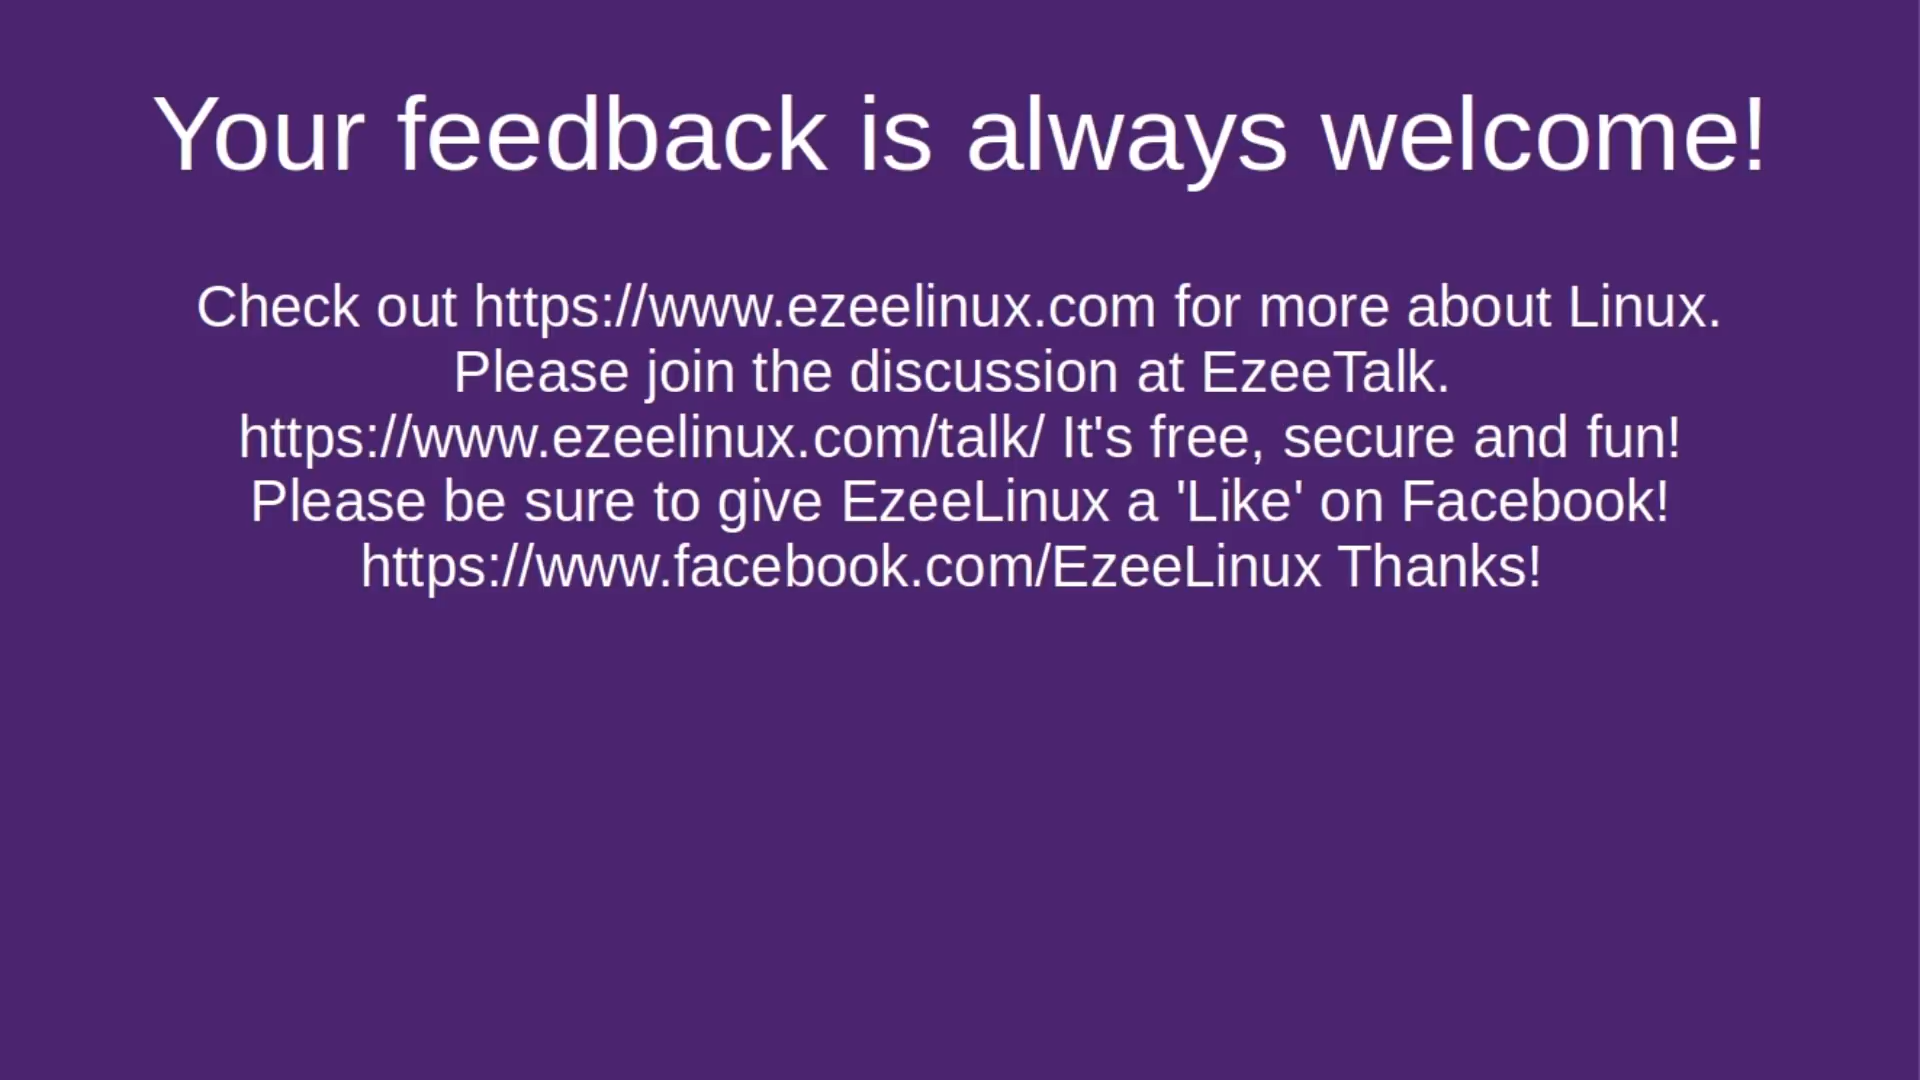 Your feedback is always welcome!
Check out https://www.ezeelinux.com for more about Linux.
Please join the discussion at EzeeTalk.
https://www.ezeelinux.com/talk/ It's free, secure and fun!
Please be sure to give EzeeLinux a 'Like' on Facebook!
https://www.facebook.com/EzeeLinux Thanks!